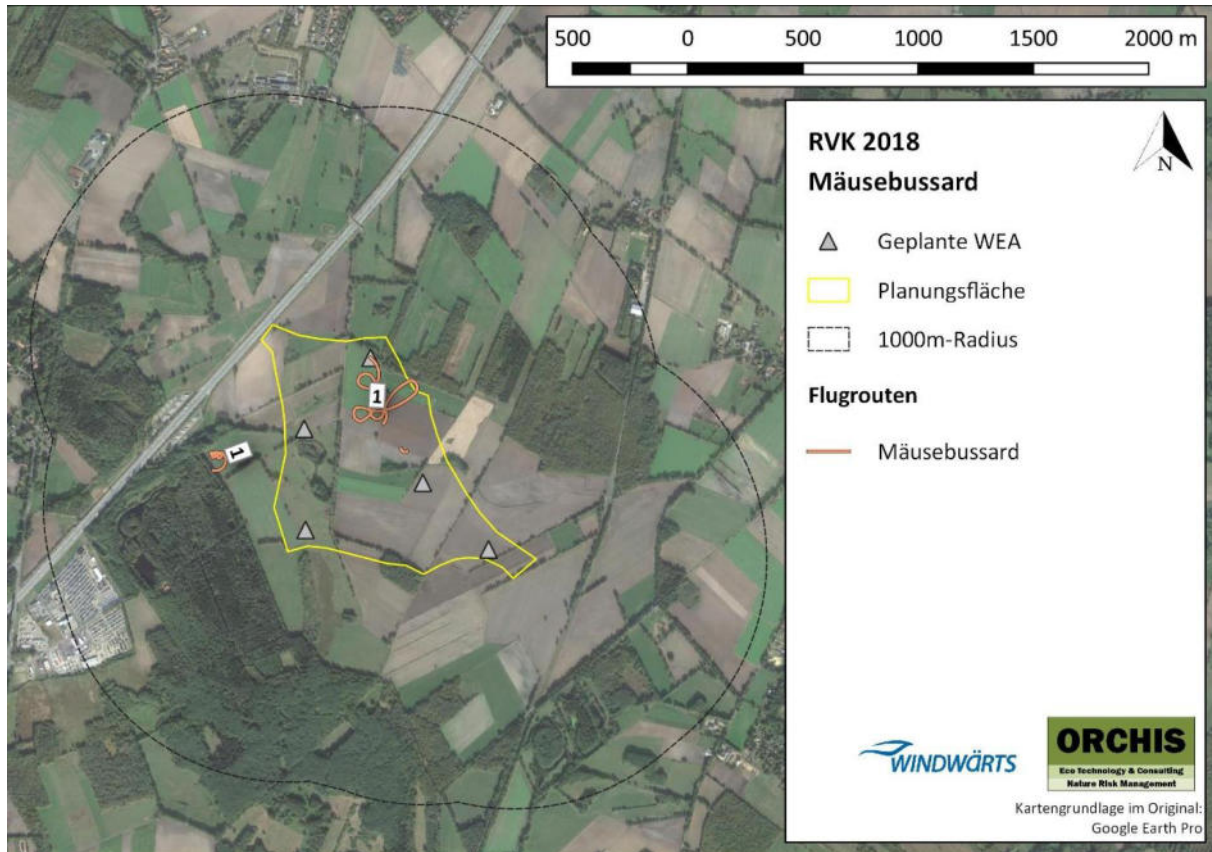 500 0 500 1000 1500 2000 m
RVK 2018
Mäusebussard
N
Geplante WEA
Planungsfläche
1000m-Radius
Flugrouten
Mäusebussard
1
1
WINDWÄRTS
ORCHIS
Eco Technology & Consulting
Nature Risk Management
Kartengrundlage im Original:
Google Earth Pro